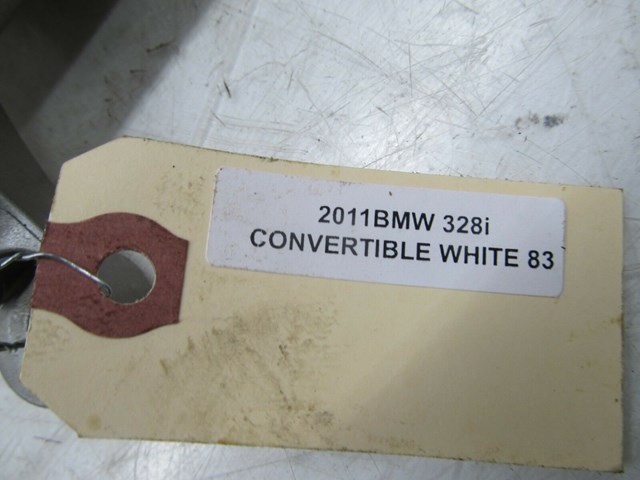 2011BMW 328i
CONVERTIBLE WHITE 83